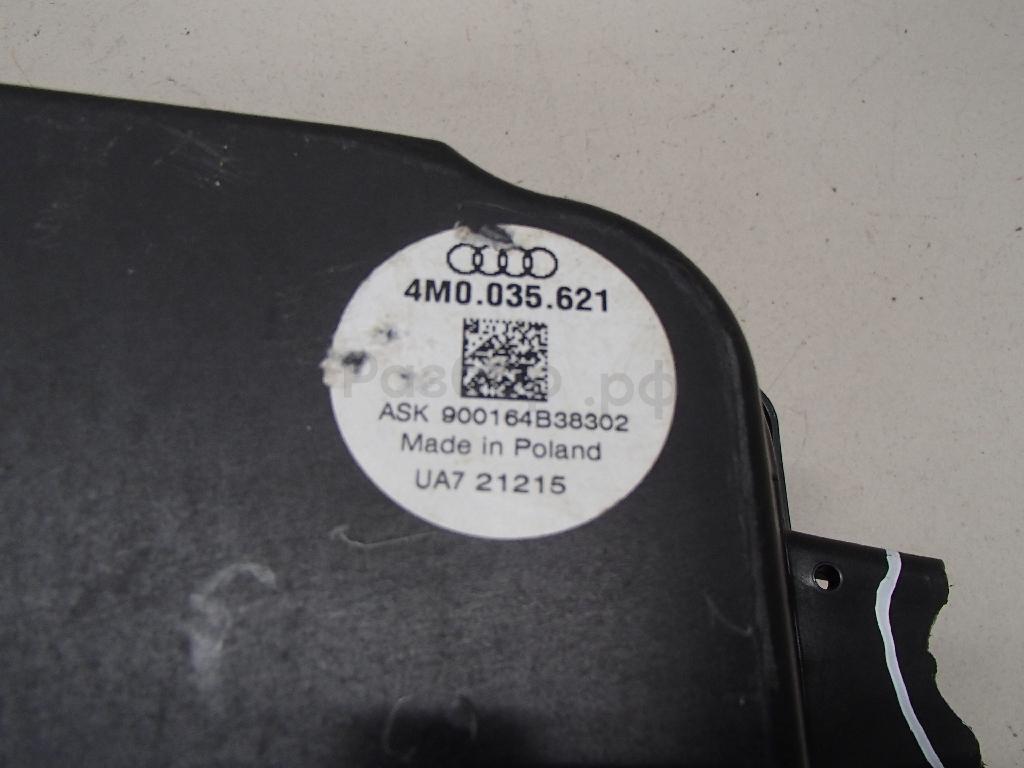 4M0.035.621
ASK 900164B38302
Made in Poland
UA7 21215